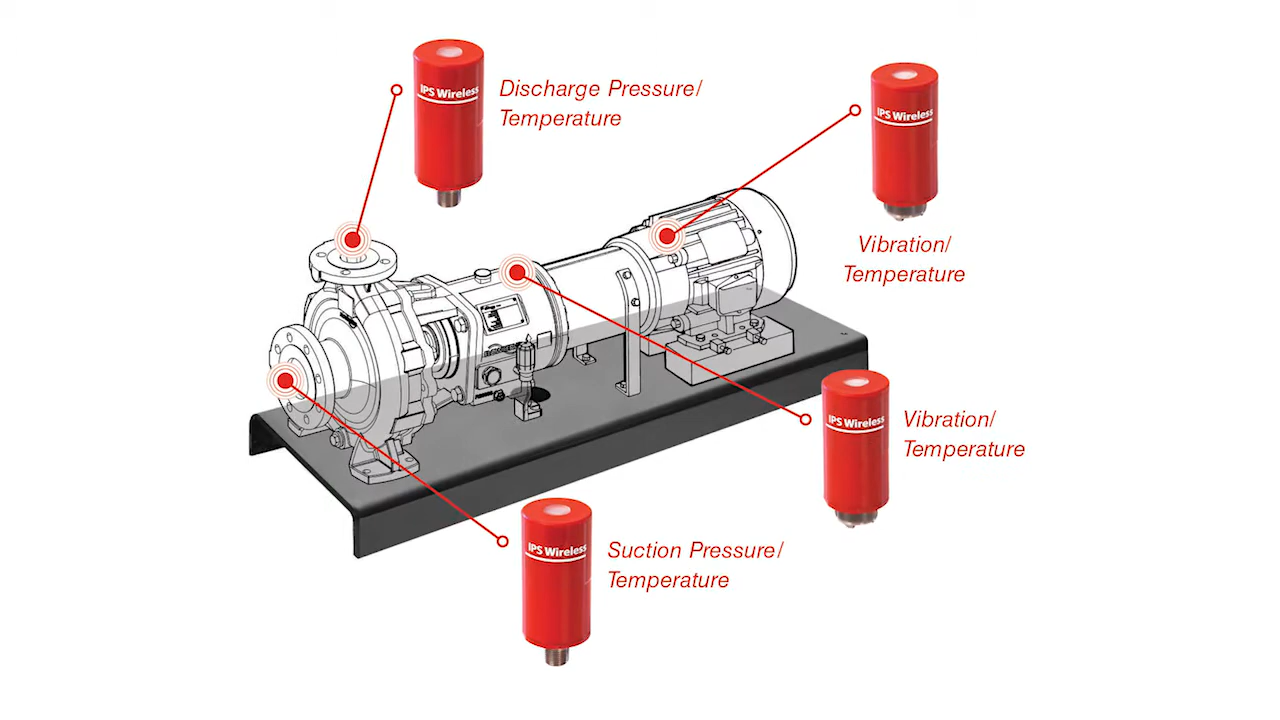 IPS Wireless
Discharge Pressure/
Temperature
IPS Wireless
Vibration/
Temperature
IPS Wireless
Vibration/
Temperature
IPS Wireless
Suction Pressure/
Temperature